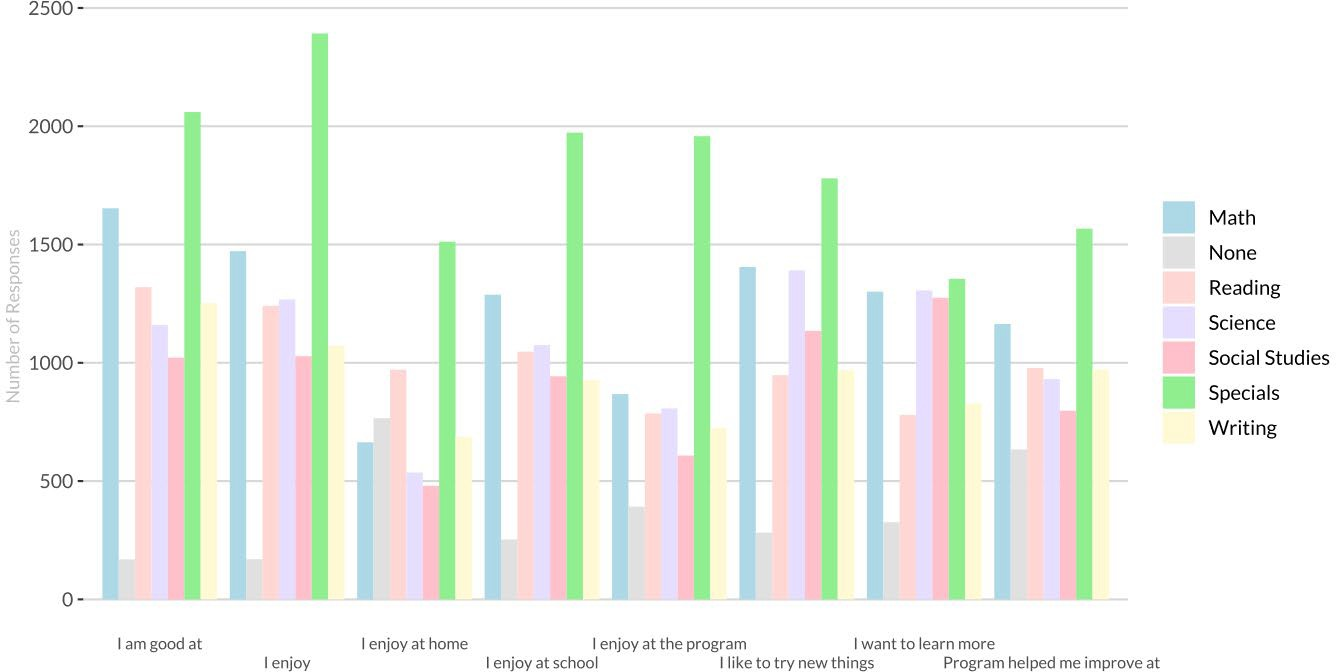 2500
2000
1500
1000
500
0
Number of Responses
I am good at
I enjoy
I enjoy at home
I enjoy at school
I enjoy at the program
I like to try new things
I want to learn more
Program helped me improve at
Math
None
Reading
Science
Social Studies
Specials
Writing